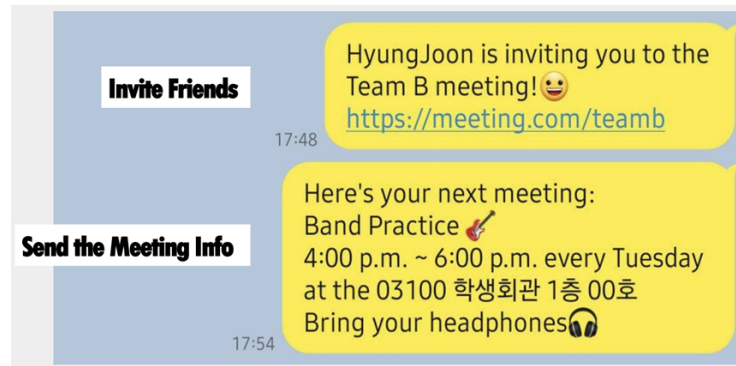 Invite Friends
HyungJoon is inviting you to the
Team B meeting!😀
https://meeting.com/teamb
17:48
Send the Meeting Info
Here's your next meeting:
Band Practice 🎸
4:00 p.m. ~ 6:00 p.m. every Tuesday
at the 03100 학생회관 1층 00호
Bring your headphones🎧
17:54